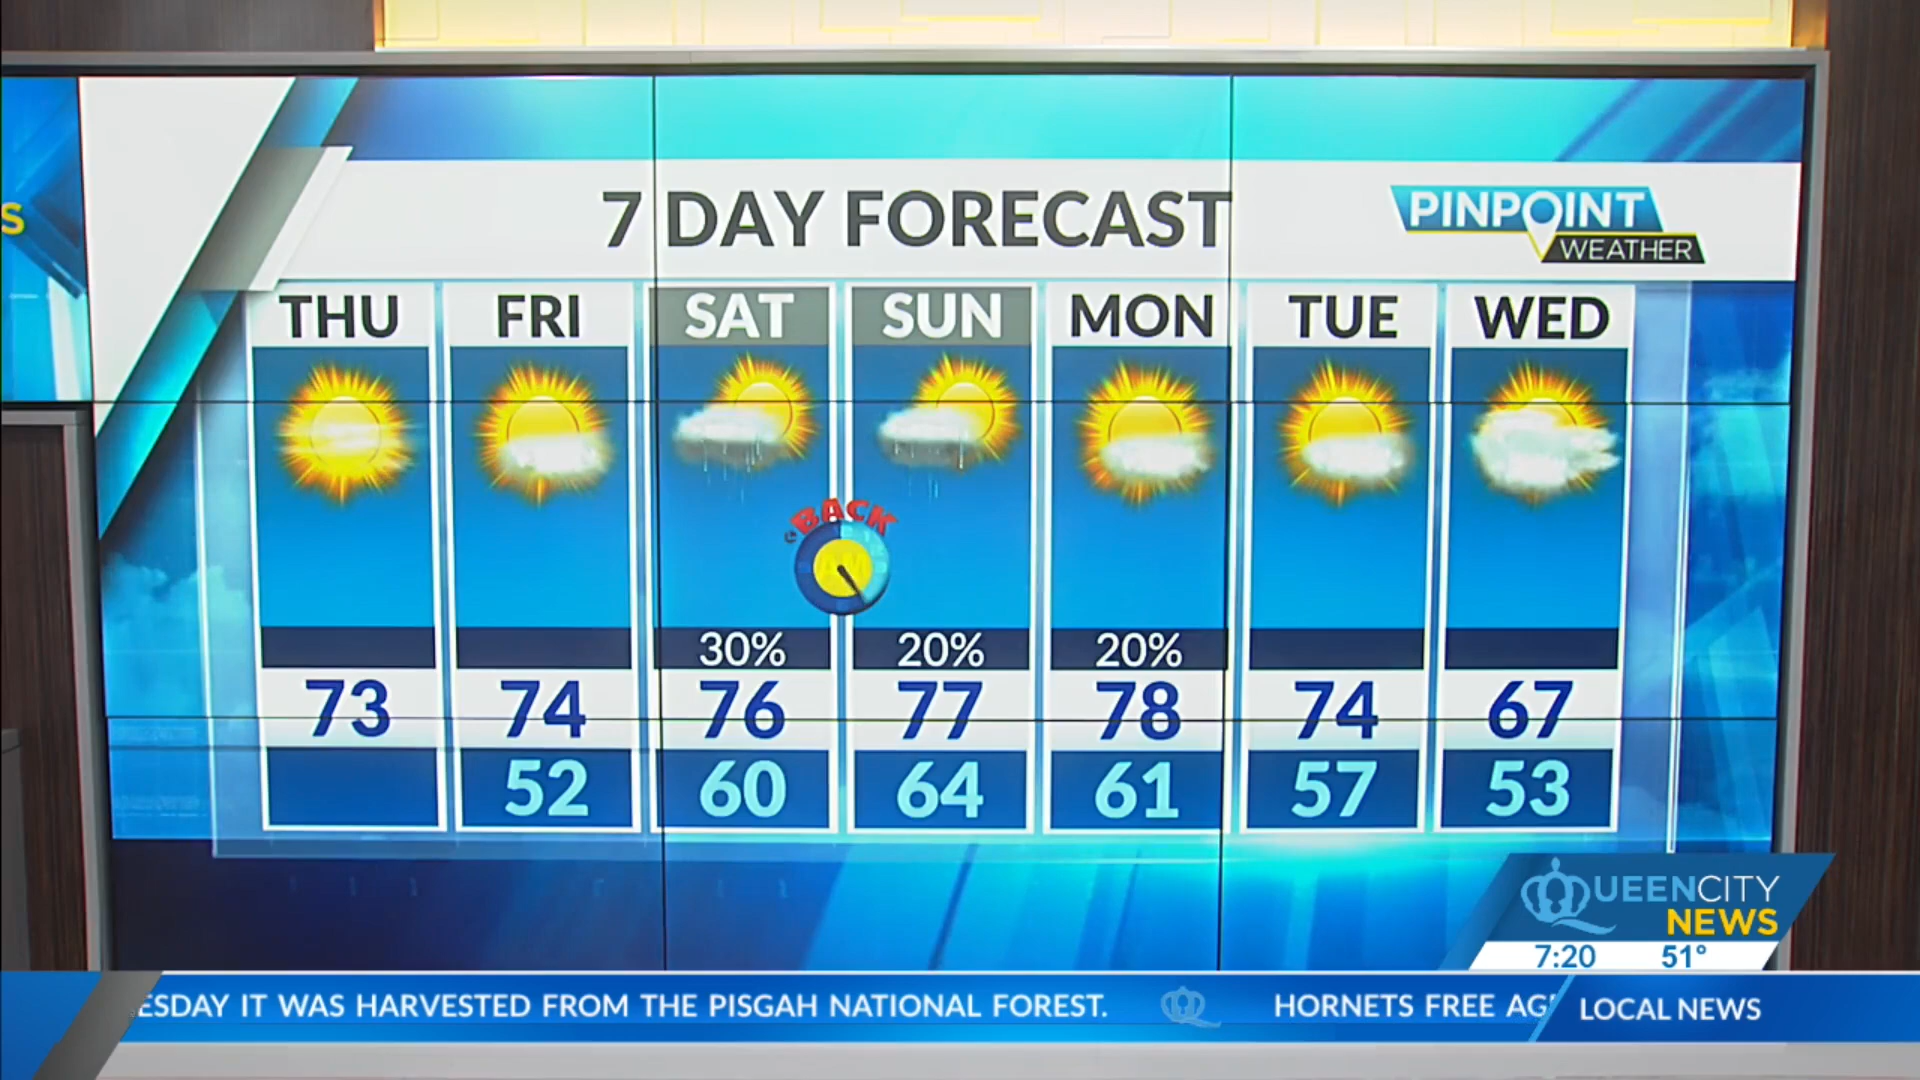 S
7 DAY FORECAST
PINPOINT
WEATHER
THU FRI SAT SUN MON TUE WED
BACK
30% 20% 20%
73 74 76 77 78 74 67
52 60 64 61 57 53
QUEENCITY
NEWS
7:20 51°
ESDAY IT WAS HARVESTED FROM THE PISGAH NATIONAL FOREST. HORNETS FREE AG
LOCAL NEWS